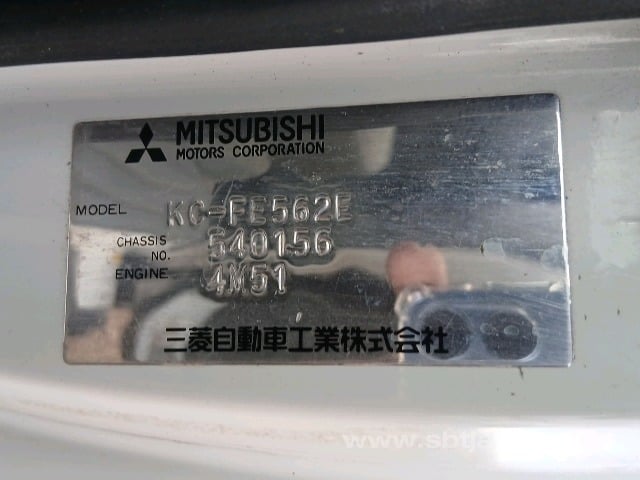 MITSUBISHI
MOTORS CORPORATION
MODEL KC-FE562E
CHASSIS NO. 540156
ENGINE 4M51
三菱自動車工業株式会社